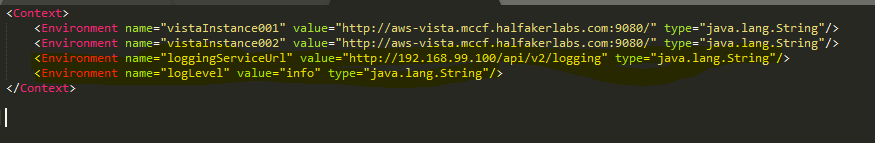 <Context>
<Environment name="vistaInstance001" value="http://aws-vista.mccf.halfakerlabs.com:9080/" type="java.lang.String"/>
<Environment name="vistaInstance002" value="http://aws-vista.mccf.halfakerlabs.com:9080/" type="java.lang.String"/>
<Environment name="loggingServiceUrl" value="http://192.168.99.100/api/v2/logging" type="java.lang.String"/>
<Environment name="logLevel" value="info" type="java.lang.String"/>
</Context>